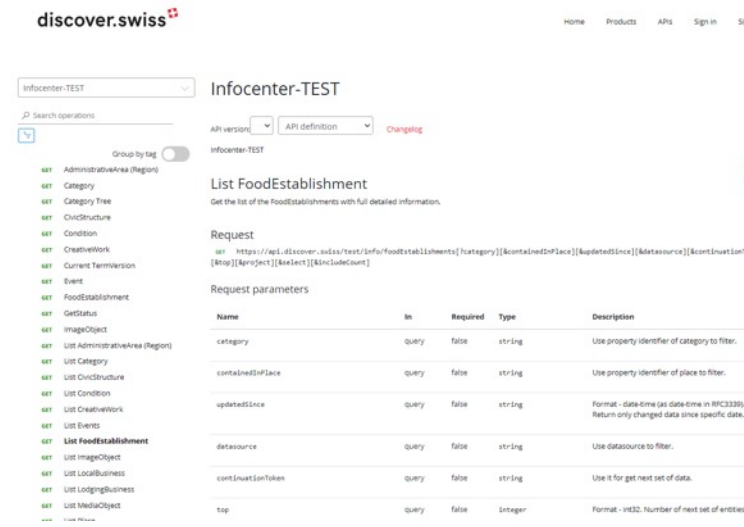 discover.swiss
Home Products APIs Sign in
Infocenter-TEST
Search operations
Group by tag
GET AdministrativeArea (Region)
GET Category
GET Category Tree
GET CivicStructure
GET Condition
GET CreativeWork
GET Current TermVersion
GET Event
GET FoodEstablishment
GET GetStatus
GET ImageObject
GET List AdministrativeArea (Region)
GET List Category
GET List CivicStructure
GET List Condition
GET List CreativeWork
GET List Events
GET List FoodEstablishment
GET List ImageObject
GET List LocalBusiness
GET List LodgingBusiness
GET List MediaObject
GET List Place
Infocenter-TEST
API version: API definition Changelog
Infocenter-TEST
List FoodEstablishment
Get the list of the FoodEstablishments with full detailed information.
Request
GET https://api.discover.swiss/test/info/foodEstablishments[?category][&containedInPlace][&updatedSince][&datasource][&continuation
[&top][&project][&select][&includeCount]
Request parameters
Name In Required Type Description
category query false string Use property identifier of category to filter.
containedInPlace query false string Use property identifier of place to filter.
updatedSince query false string Format - date-time (as date-time in RFC3339).
Return only changed data since specific date.
datasource query false string Use datasource to filter.
continuationToken query false string Use it for get next set of data.
top query false integer Format - int32. Number of next set of entities